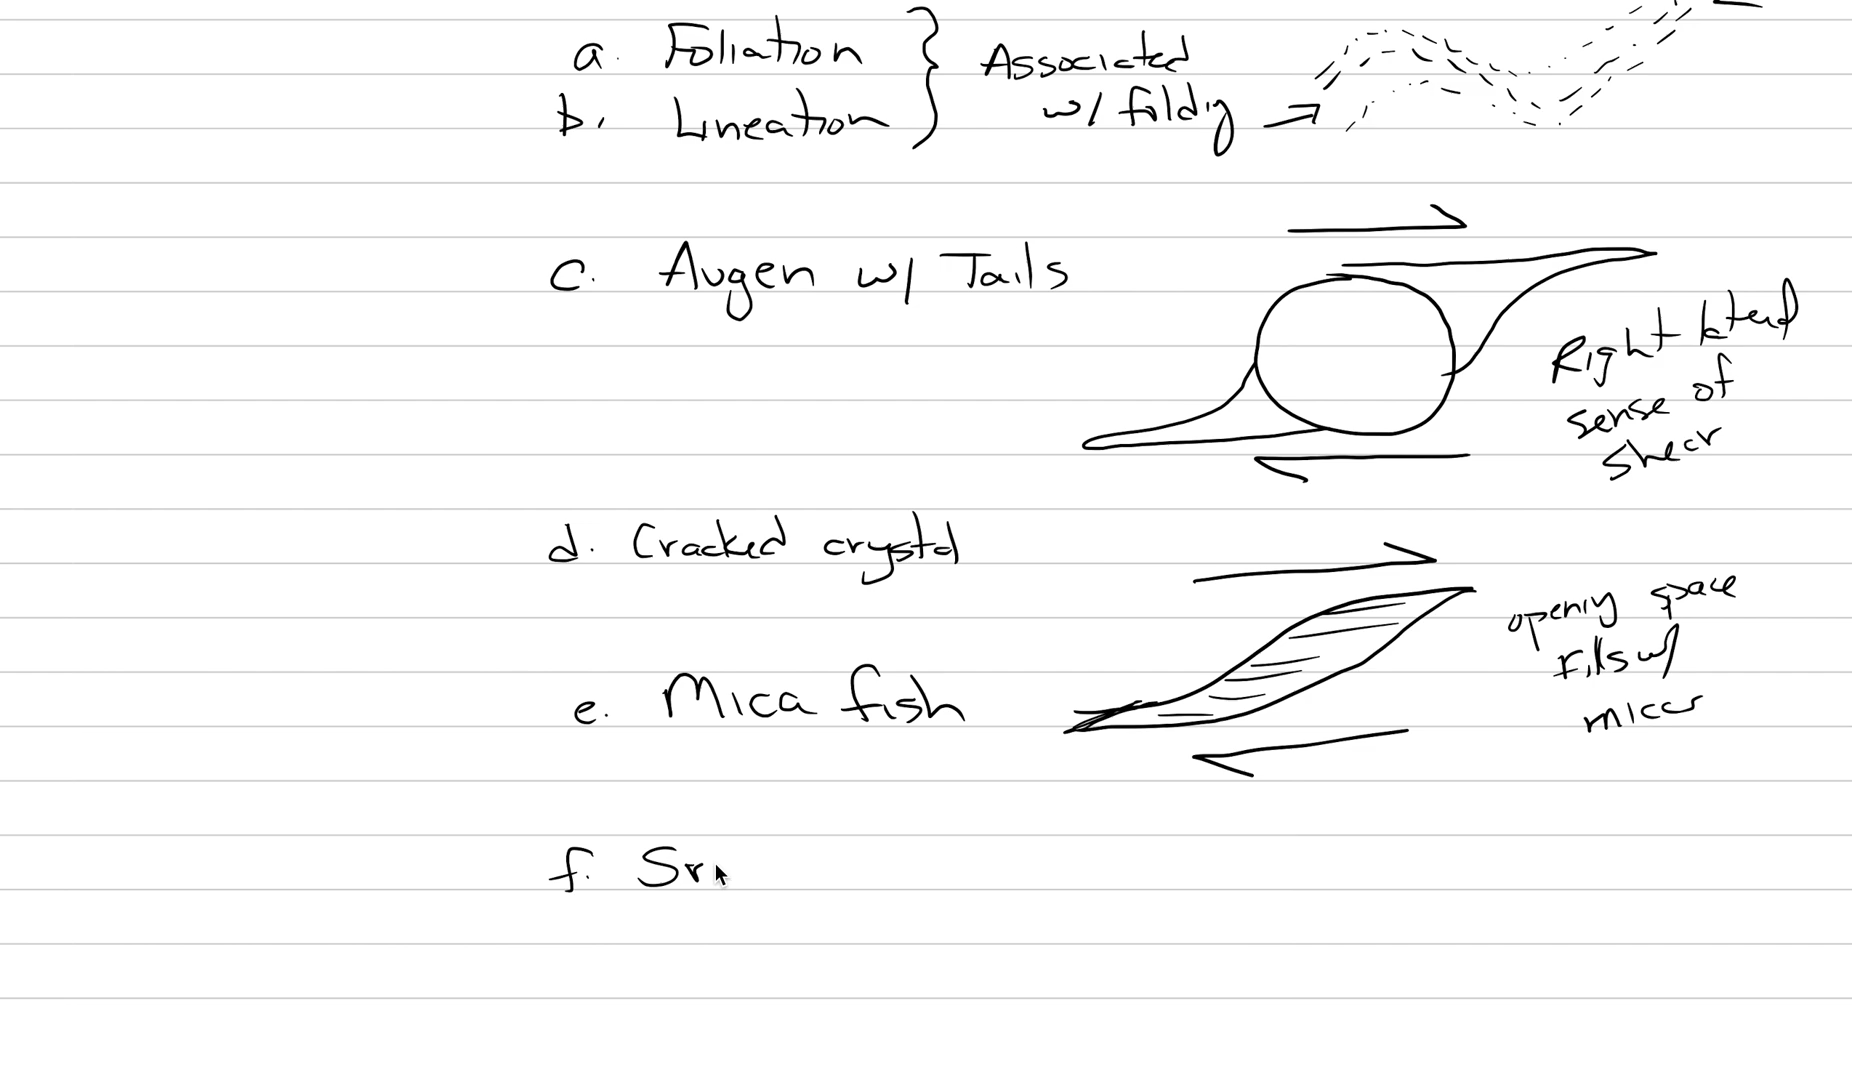 a. Foliation
b. Lineation
Associated
w/ folding
c. Augen w/ Tails
Right lateral
sense of
shear
d. Cracked crystal
e. Mica fish
opening space
fills w/
micas
f. Sr